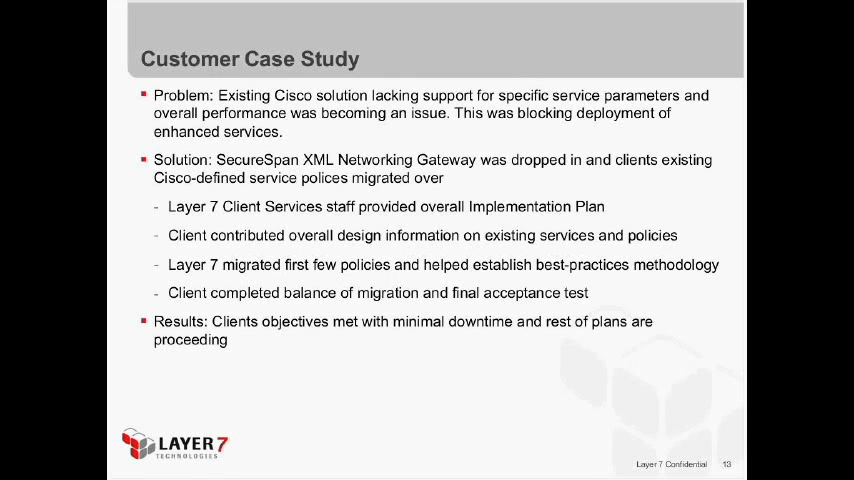 Customer Case Study
Problem: Existing Cisco solution lacking support for specific service parameters and
overall performance was becoming an issue. This was blocking deployment of
enhanced services.
Solution: SecureSpan XML Networking Gateway was dropped in and clients existing
Cisco-defined service polices migrated over
- Layer 7 Client Services staff provided overall Implementation Plan
- Client contributed overall design information on existing services and policies
- Layer 7 migrated first few policies and helped establish best-practices methodology
- Client completed balance of migration and final acceptance test
Results: Clients objectives met with minimal downtime and rest of plans are
proceeding
LAYER 7
TECHNOLOGIES
Layer 7 Confidential 13